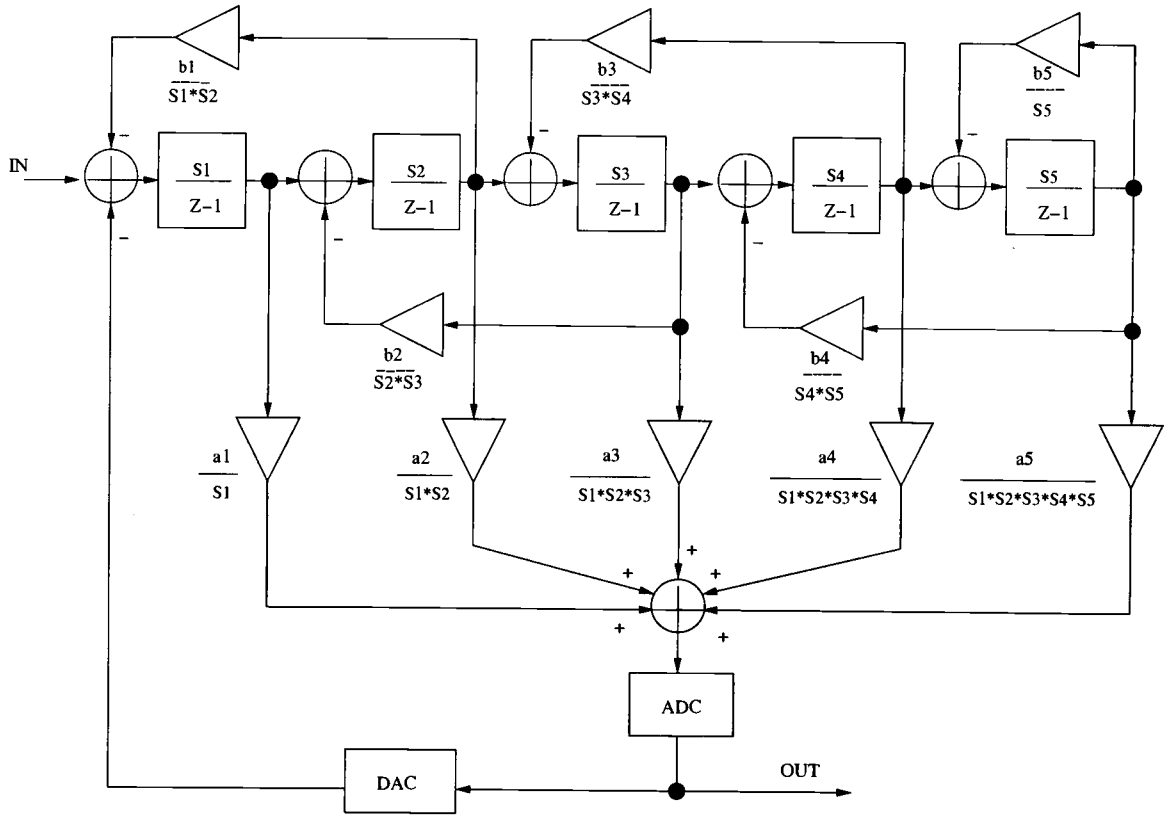 b1
S1*S2
b3
S3*S4
b5
S5
IN
−
−
−
S1
Z−1
S2
Z−1
S3
Z−1
S4
Z−1
S5
Z−1
−
−
−
b2
S2*S3
b4
S4*S5
a1
S1
a2
S1*S2
a3
S1*S2*S3
a4
S1*S2*S3*S4
a5
S1*S2*S3*S4*S5
+
+
+
+
+
ADC
DAC
OUT